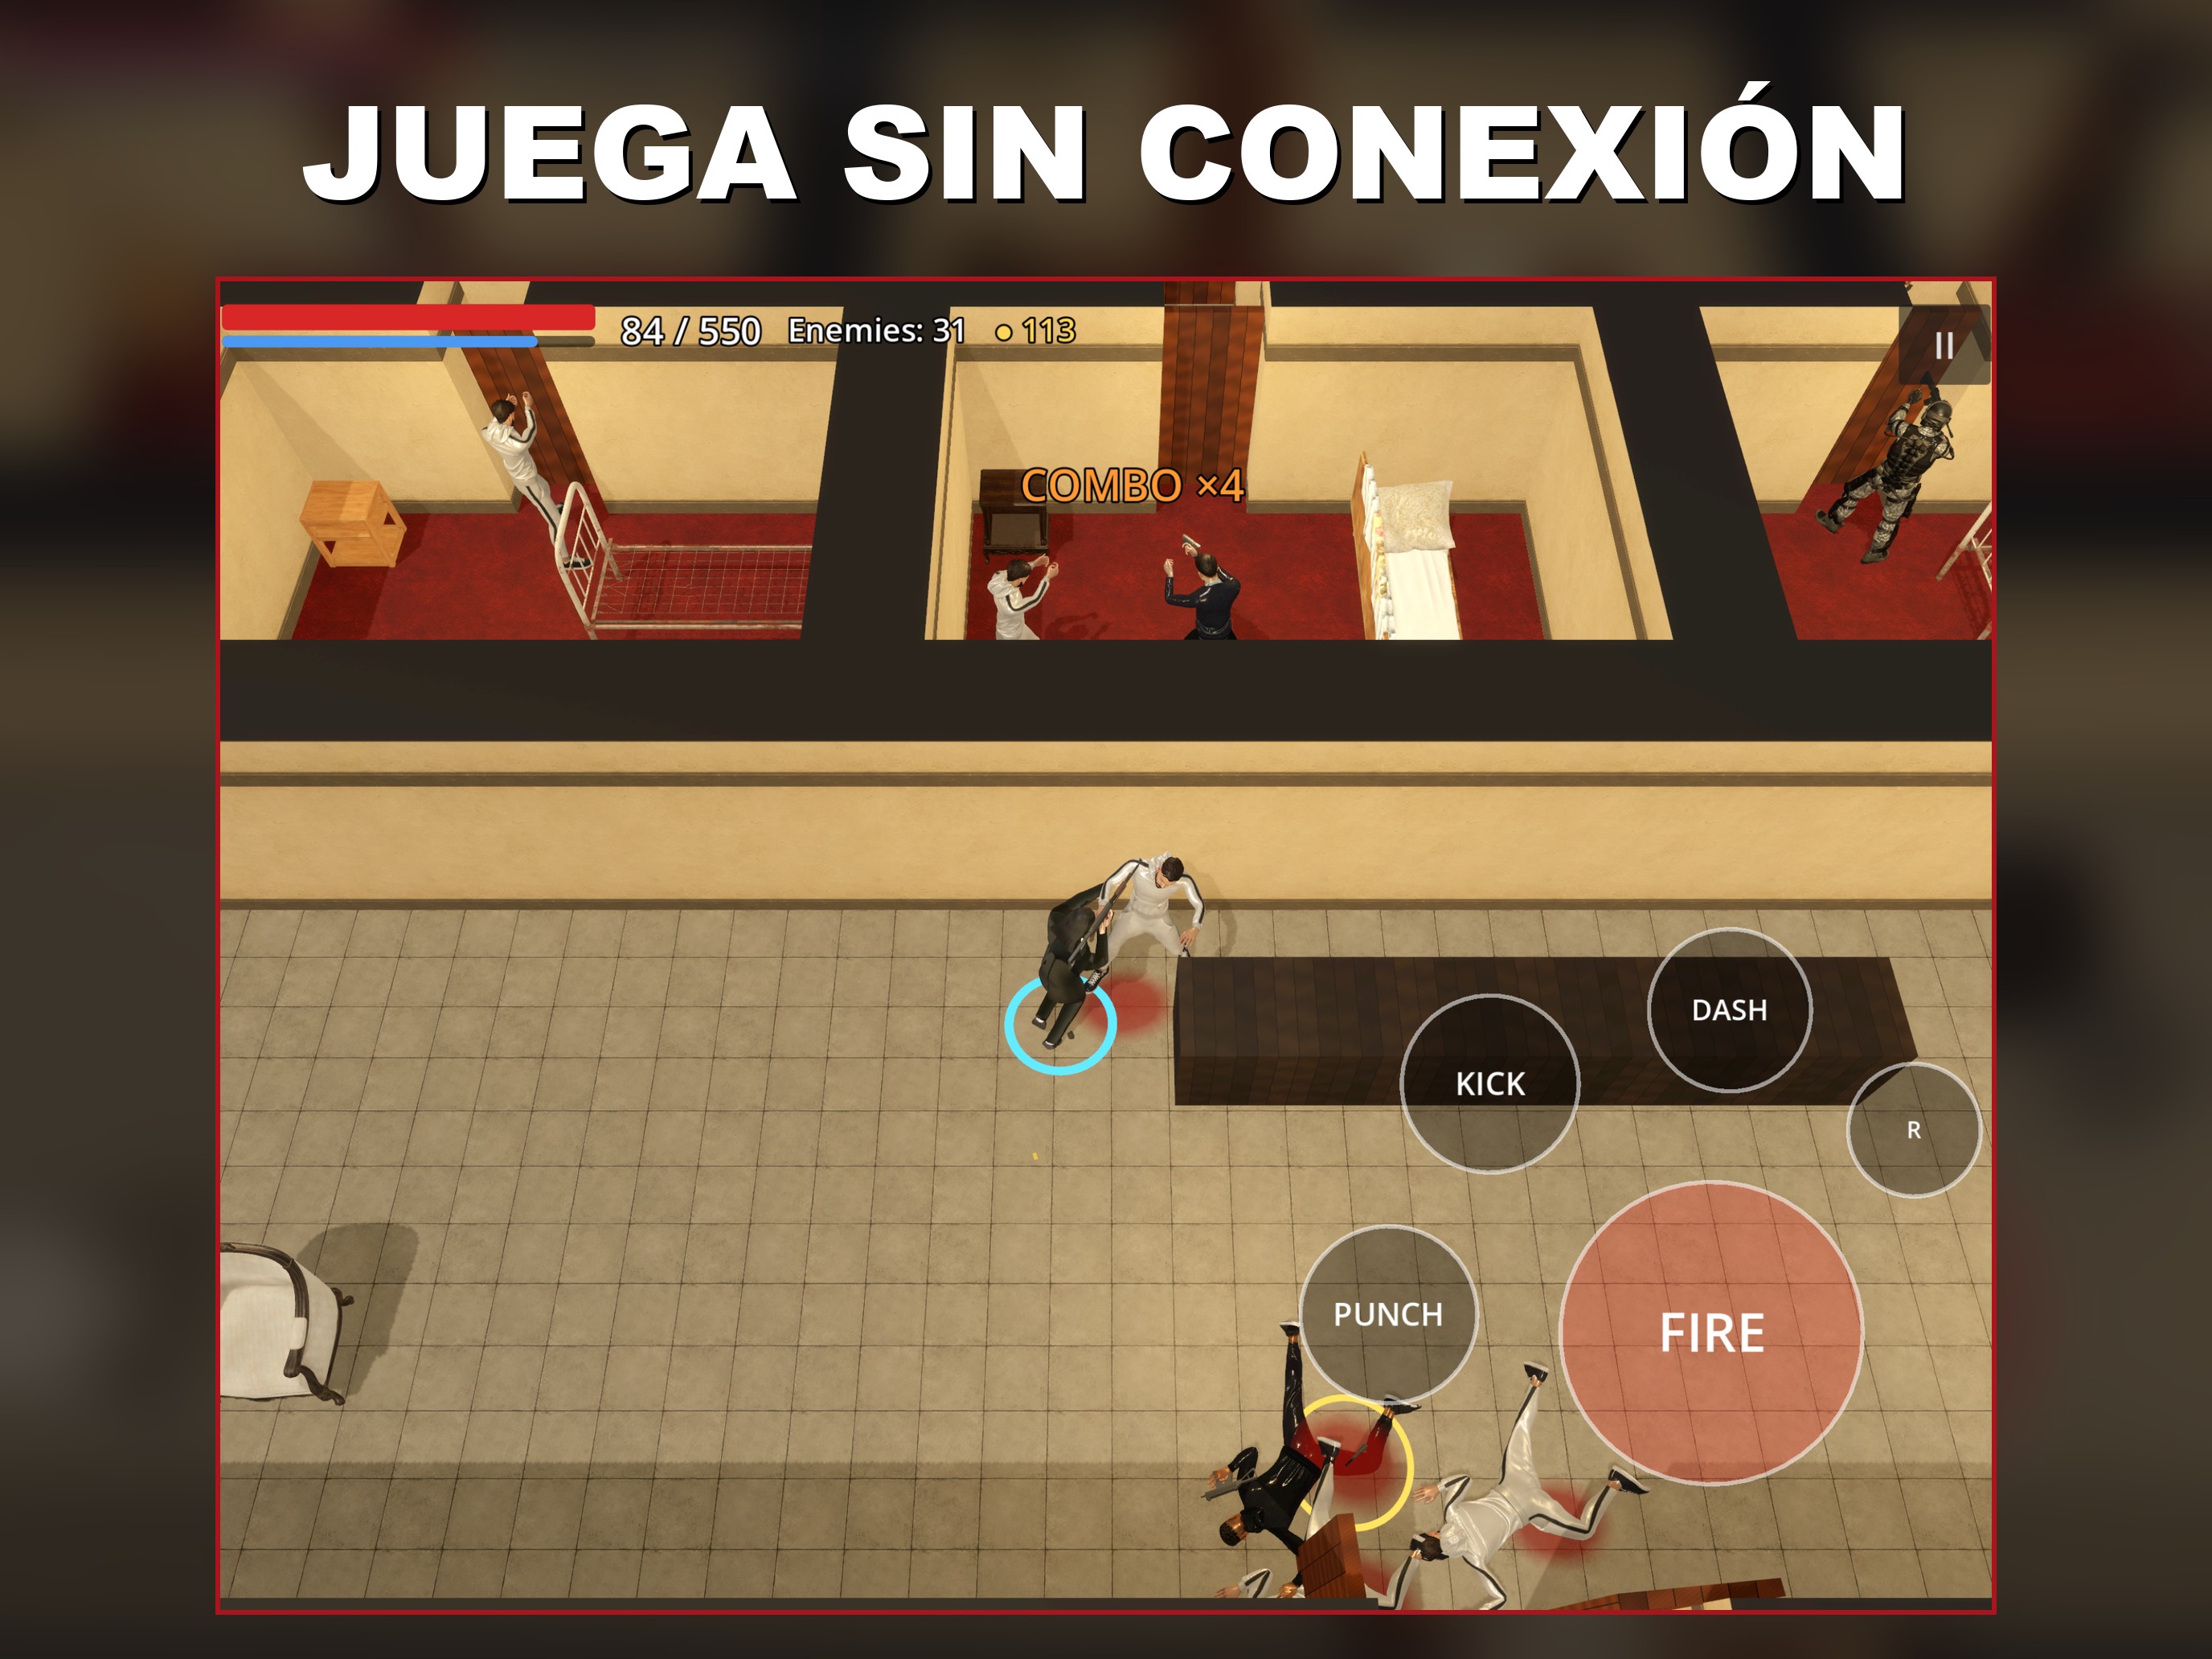 JUEGA SIN CONEXIÓN
84 / 550 Enemies: 31 113
COMBO ×4
DASH
KICK
R
PUNCH
FIRE